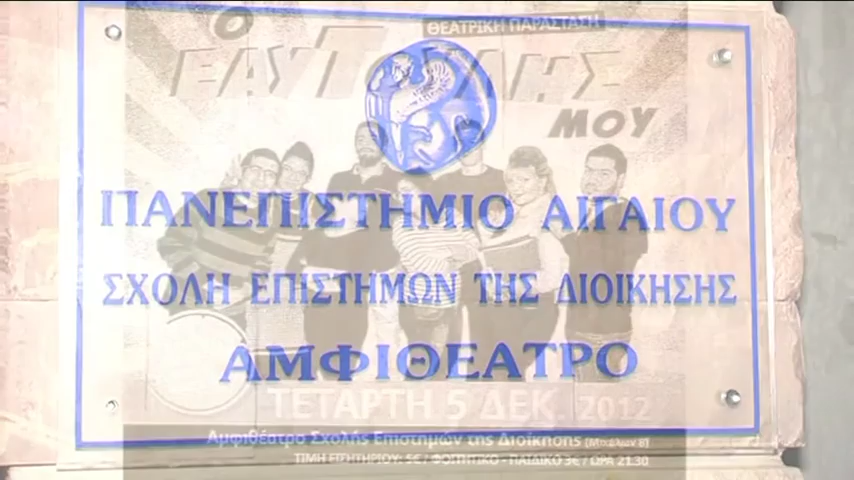 ΘΕΑΤΡΙΚΗ ΠΑΡΑΣΤΑΣΗ
Ο
ΕΑΥΤΟΥΛΗΣ
ΜΟΥ
ΠΑΝΕΠΙΣΤΗΜΙΟ ΑΙΓΑΙΟΥ
ΣΧΟΛΗ ΕΠΙΣΤΗΜΩΝ ΤΗΣ ΔΙΟΙΚΗΣΗΣ
ΑΜΦΙΘΕΑΤΡΟ
ΤΕΤΑΡΤΗ 5 ΔΕΚ. 2012
Αμφιθέατρο Σχολής Επιστημών της Διοίκησης
ΤΙΜΗ ΕΙΣΙΤΗΡΙΟΥ: 5€ / ΦΟΙΤΗΤΙΚΟ - ΠΑΙΔΙΚΟ 3€ / ΩΡΑ 21.30